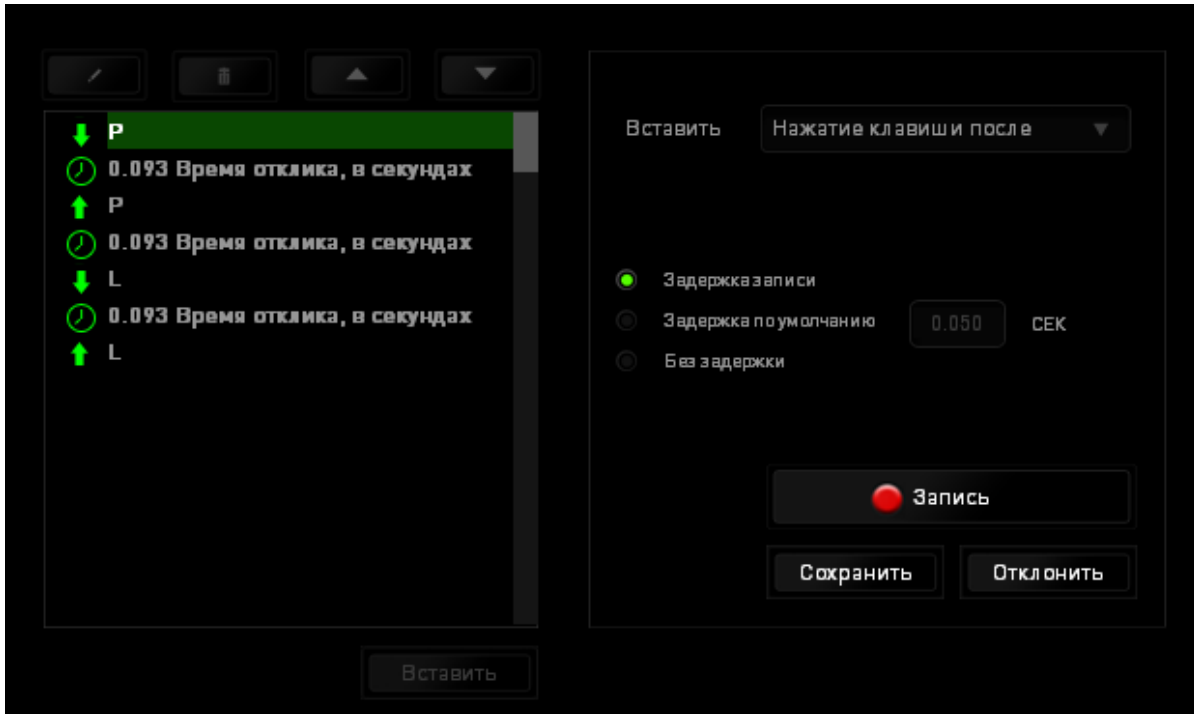 P
0.093 Время отклика, в секундах
P
0.093 Время отклика, в секундах
L
0.093 Время отклика, в секундах
L
Вставить
Вставить Нажатие клавиши после
Задержка записи
Задержка по умолчанию 0.050 СЕК
Без задержки
Запись
Сохранить Отклонить